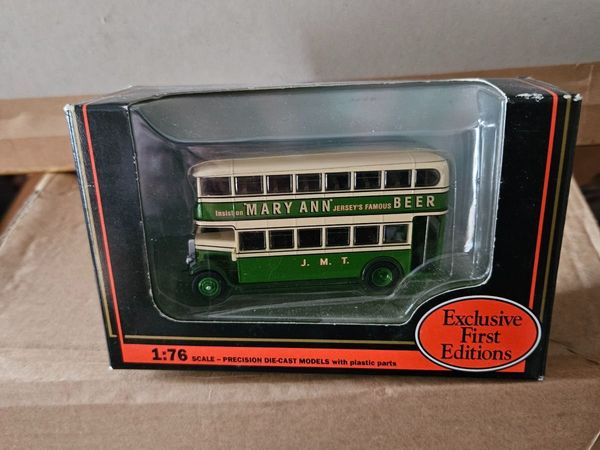 Insist on "MARY ANN" JERSEY'S FAMOUS BEER
J. M. T.
Exclusive
First
Editions
1:76 SCALE – PRECISION DIE-CAST MODELS with plastic parts